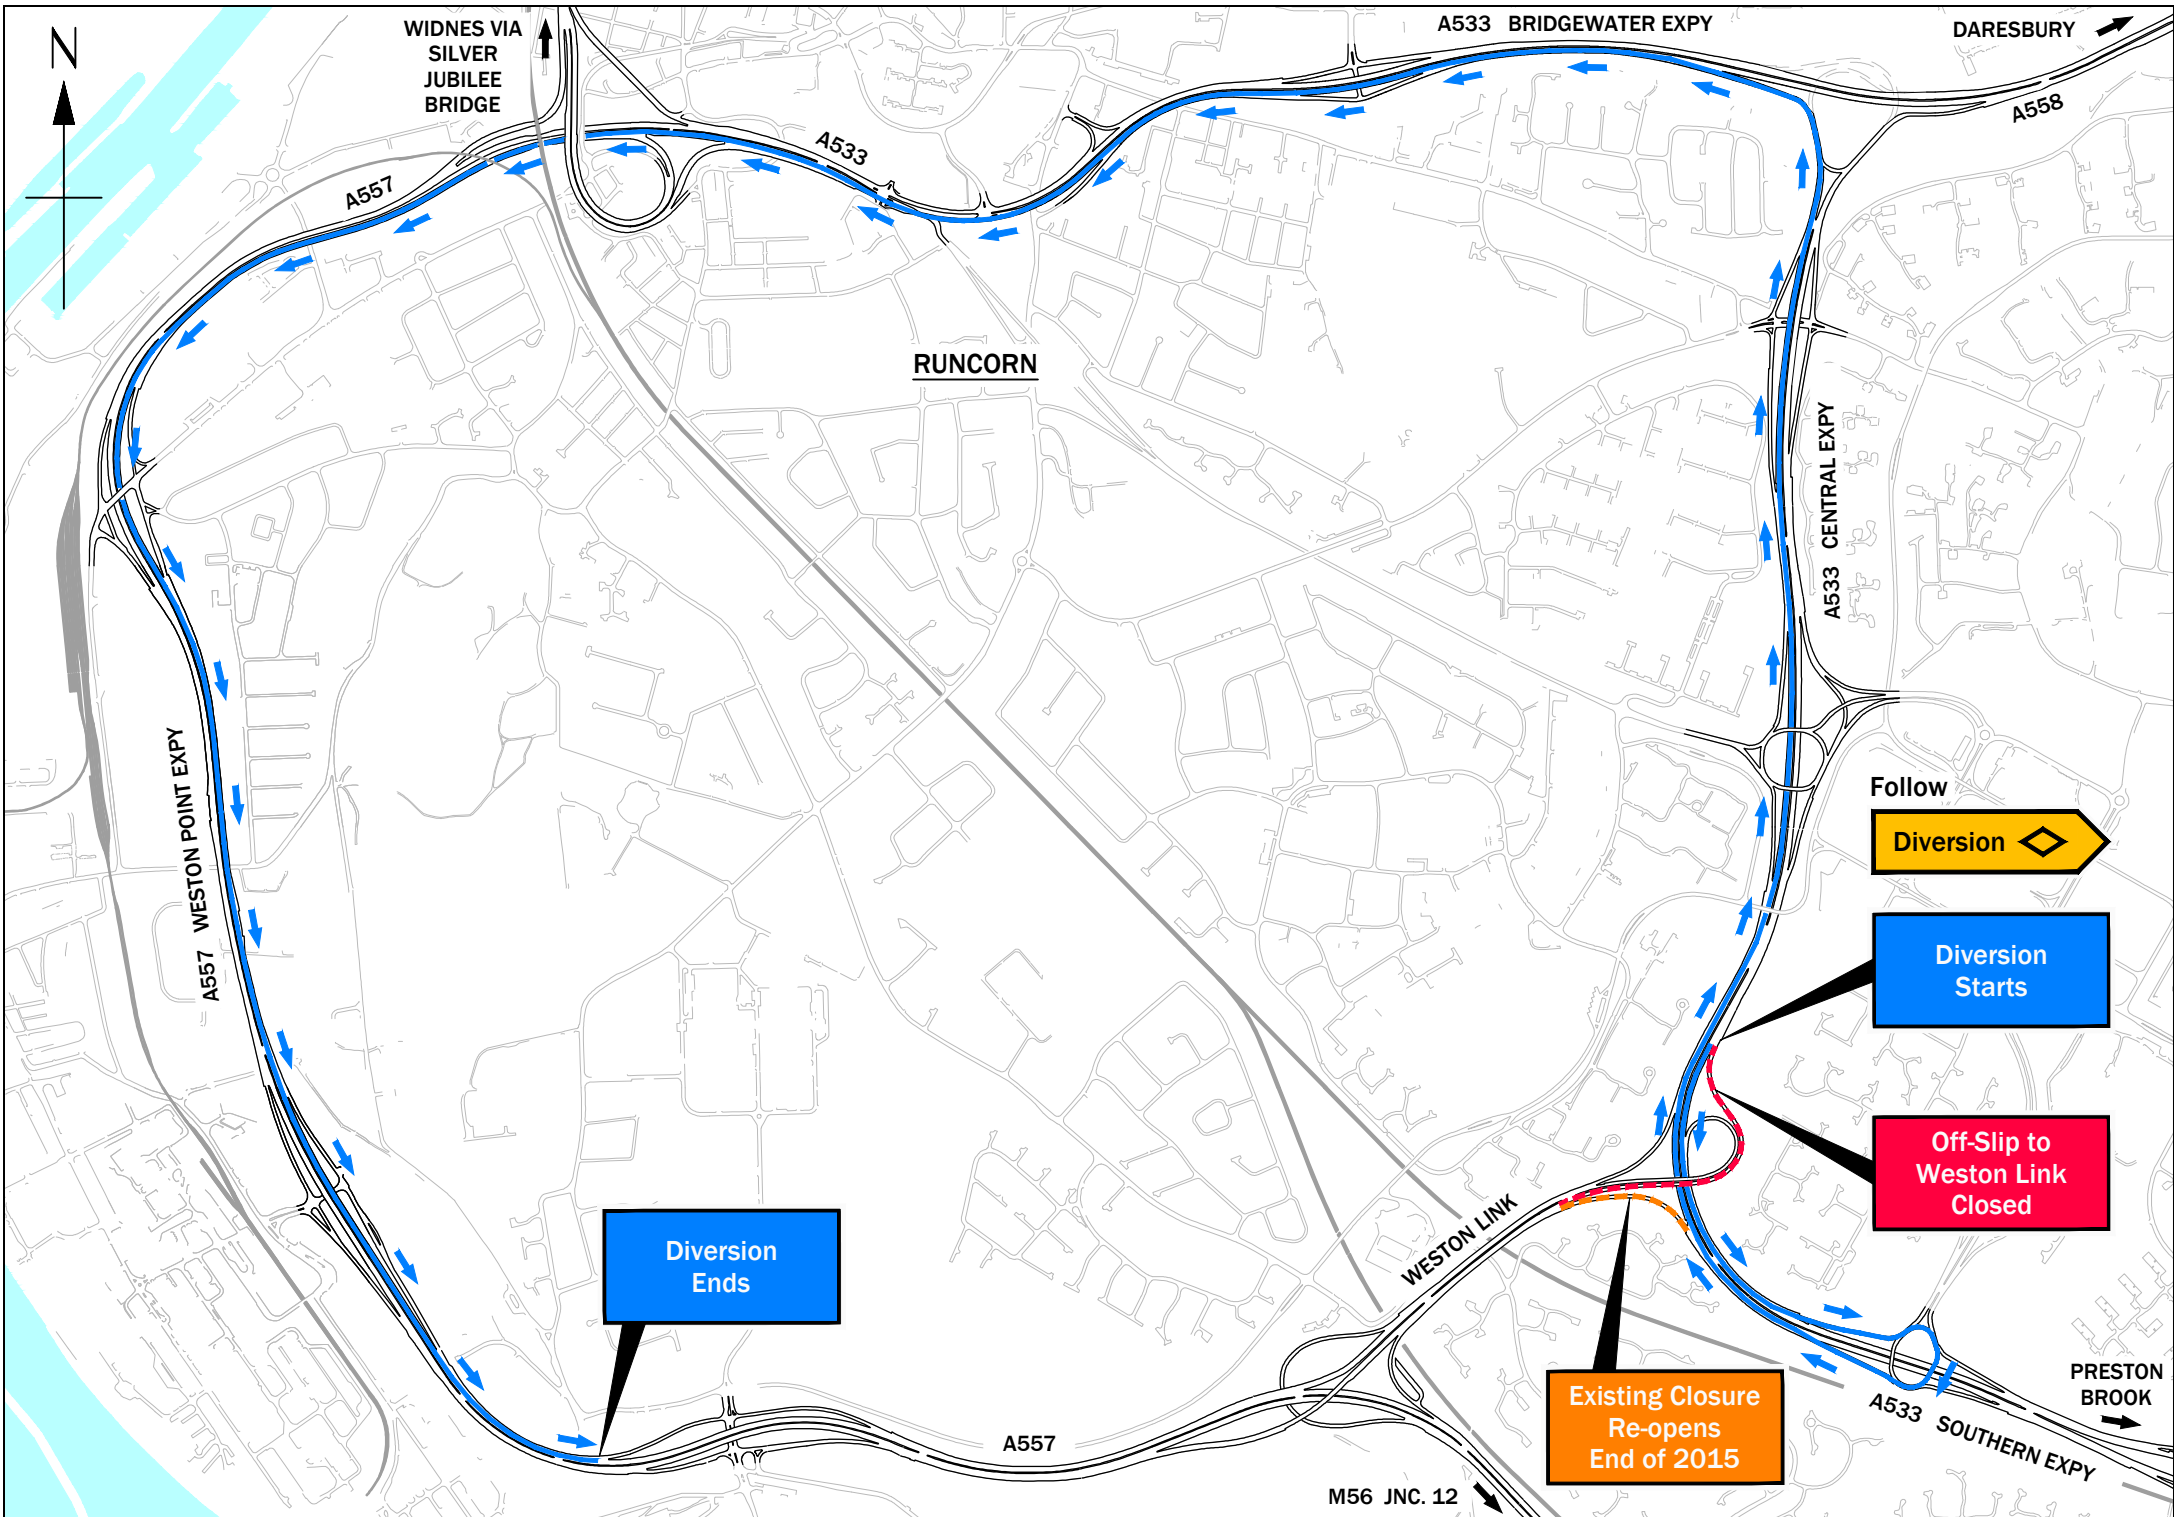 N
WIDNES VIA
SILVER
JUBILEE
BRIDGE
A533 BRIDGEWATER EXPY
DARESBURY
A558
A533
A557
RUNCORN
A533 CENTRAL EXPY
Follow
Diversion
Diversion
Starts
A557 WESTON POINT EXPY
Off-Slip to
Weston Link
Closed
WESTON LINK
Diversion
Ends
Existing Closure
Re-opens
End of 2015
PRESTON
BROOK
A533 SOUTHERN EXPY
A557
M56 JNC. 12